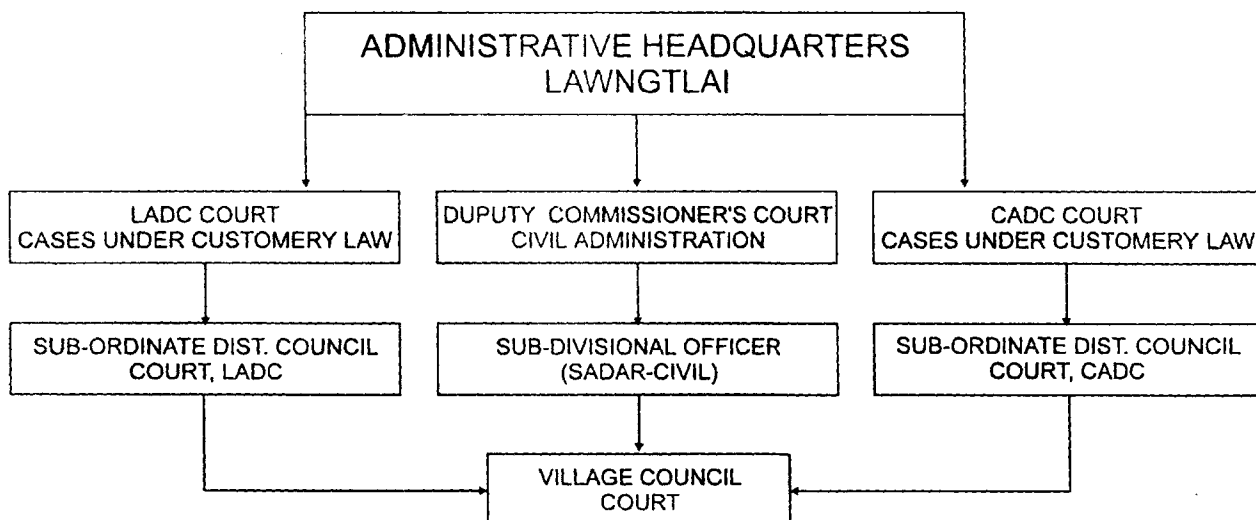 ADMINISTRATIVE HEADQUARTERS
LAWNGTLAI
LADC COURT
CASES UNDER CUSTOMERY LAW
DUPUTY COMMISSIONER'S COURT
CIVIL ADMINISTRATION
CADC COURT
CASES UNDER CUSTOMERY LAW
SUB-ORDINATE DIST. COUNCIL
COURT, LADC
SUB-DIVISIONAL OFFICER
(SADAR-CIVIL)
SUB-ORDINATE DIST. COUNCIL
COURT, CADC
VILLAGE COUNCIL
COURT